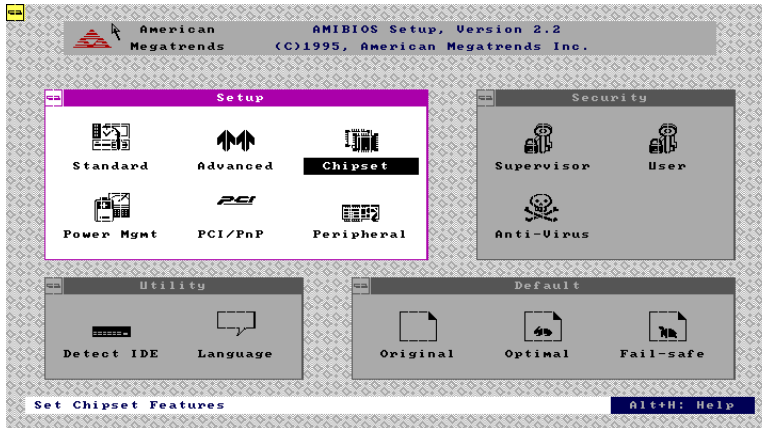 American
Megatrends
AMIBIOS Setup, Version 2.2
(C)1995, American Megatrends Inc.
Setup
Standard Advanced Chipset
Power Mgmt PCI PCI/PnP Peripheral
Security
Supervisor User
Anti-Virus
Utility
Detect IDE Language
Default
Original Optimal Fail-safe
Set Chipset Features
Alt+H: Help